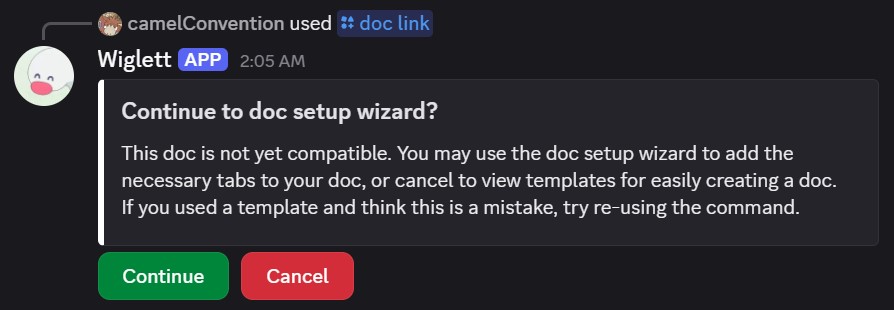 camelConvention used doc link
Wiglett APP 2:05 AM
Continue to doc setup wizard?
This doc is not yet compatible. You may use the doc setup wizard to add the
necessary tabs to your doc, or cancel to view templates for easily creating a doc.
If you used a template and think this is a mistake, try re-using the command.
Continue Cancel